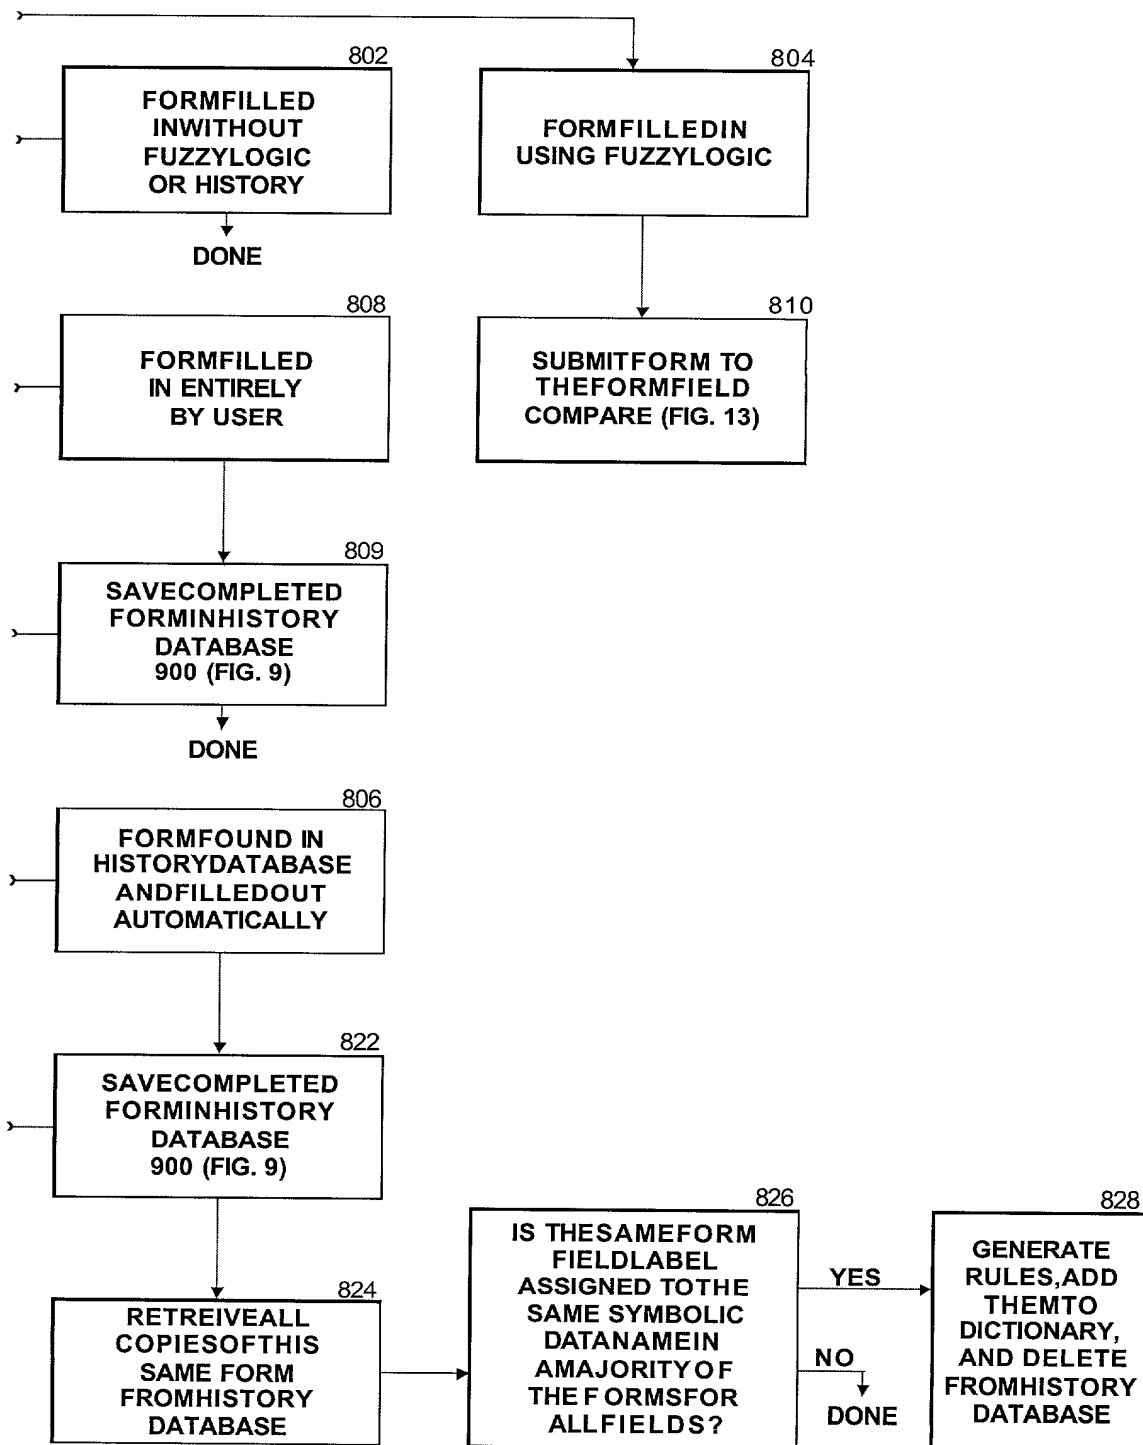 802
FORMFILLED
INWITHOUT
FUZZYLOGIC
OR HISTORY
DONE
804
FORMFILLEDIN
USING FUZZYLOGIC
808
FORMFILLED
IN ENTIRELY
BY USER
810
SUBMITFORM TO
THEFORMFIELD
COMPARE (FIG. 13)
809
SAVECOMPLETED
FORMINHISTORY
DATABASE
900 (FIG. 9)
DONE
806
FORMFOUND IN
HISTORYDATABASE
ANDFILLEDOUT
AUTOMATICALLY
822
SAVECOMPLETED
FORMINHISTORY
DATABASE
900 (FIG. 9)
824
RETREIVEALL
COPIESOFTHIS
SAME FORM
FROMHISTORY
DATABASE
826
IS THESAMEFORM
FIELDLABEL
ASSIGNED TOTHE
SAME SYMBOLIC
DATANAMEIN
AMAJORITYOF
THE FORMSFOR
ALLFIELDS?
YES
NO
DONE
828
GENERATE
RULES,ADD
THEMTO
DICTIONARY,
AND DELETE
FROMHISTORY
DATABASE